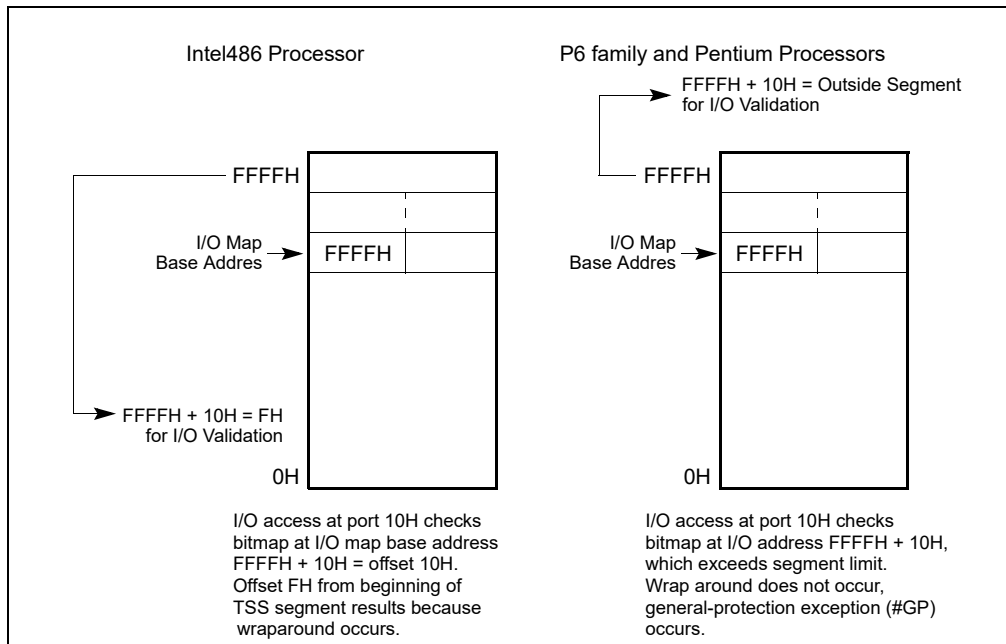 Intel486 Processor
FFFFH
I/O Map
Base Addres
FFFFH
FFFFH + 10H = FH
for I/O Validation
0H
I/O access at port 10H checks
bitmap at I/O map base address
FFFFH + 10H = offset 10H.
Offset FH from beginning of
TSS segment results because
wraparound occurs.
P6 family and Pentium Processors
FFFFH + 10H = Outside Segment
for I/O Validation
FFFFH
I/O Map
Base Addres
FFFFH
0H
I/O access at port 10H checks
bitmap at I/O address FFFFH + 10H,
which exceeds segment limit.
Wrap around does not occur,
general-protection exception (#GP)
occurs.